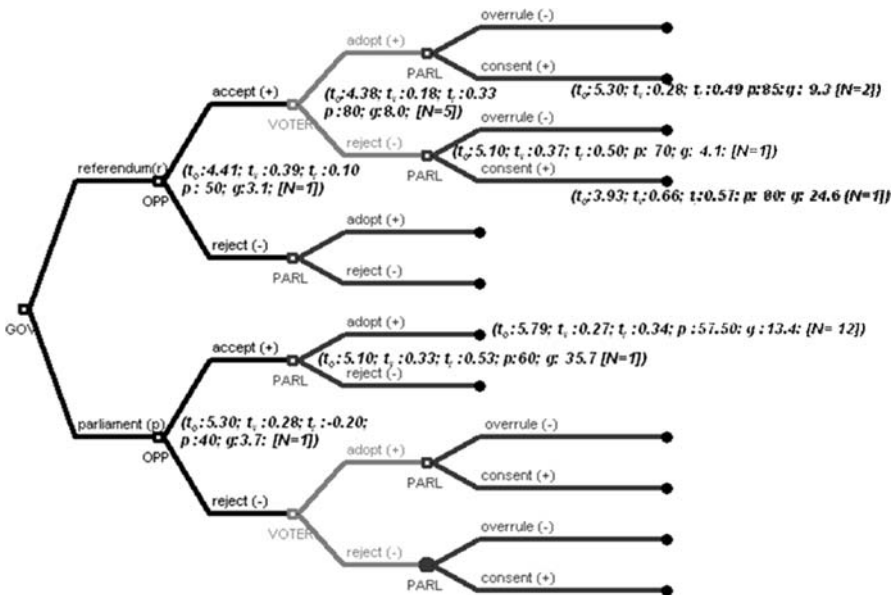 overrule (-)
adopt (+)
PARL
consent (+)
accept (+)
(t₀:4.38; tᵥ:0.18; tᵣ:0.33
p:80; g:8.0; [N=5])
(t₀:5.30; tᵥ:0.28; tᵣ:0.49 p:85; g: 9.3 [N=2])
VOTER
overrule (-)
reject (-)
(t₀:5.10; tᵥ:0.37; tᵣ:0.50; p: 70; g: 4.1; [N=1])
referendum(r)
(t₀:4.41; tᵥ:0.39; tᵣ:0.10
p: 50; g:3.1; [N=1])
PARL
consent (+)
(t₀:3.93; tᵥ:0.66; tᵣ:0.57; p: 80; g: 24.6 [N=1])
OPP
adopt (+)
reject (-)
PARL
reject (-)
GOV
adopt (+)
(t₀:5.79; tᵥ:0.27; tᵣ:0.34; p:57.50; g:13.4; [N= 12])
accept (+)
(t₀:5.10; tᵥ:0.33; tᵣ:0.53; p:60; g: 35.7 [N=1])
PARL
reject (-)
parliament (p)
(t₀:5.30; tᵥ:0.28; tᵣ:-0.20;
p:40; g:3.7; [N=1])
OPP
overrule (-)
adopt (+)
PARL
consent (+)
reject (-)
VOTER
overrule (-)
reject (-)
PARL
consent (+)